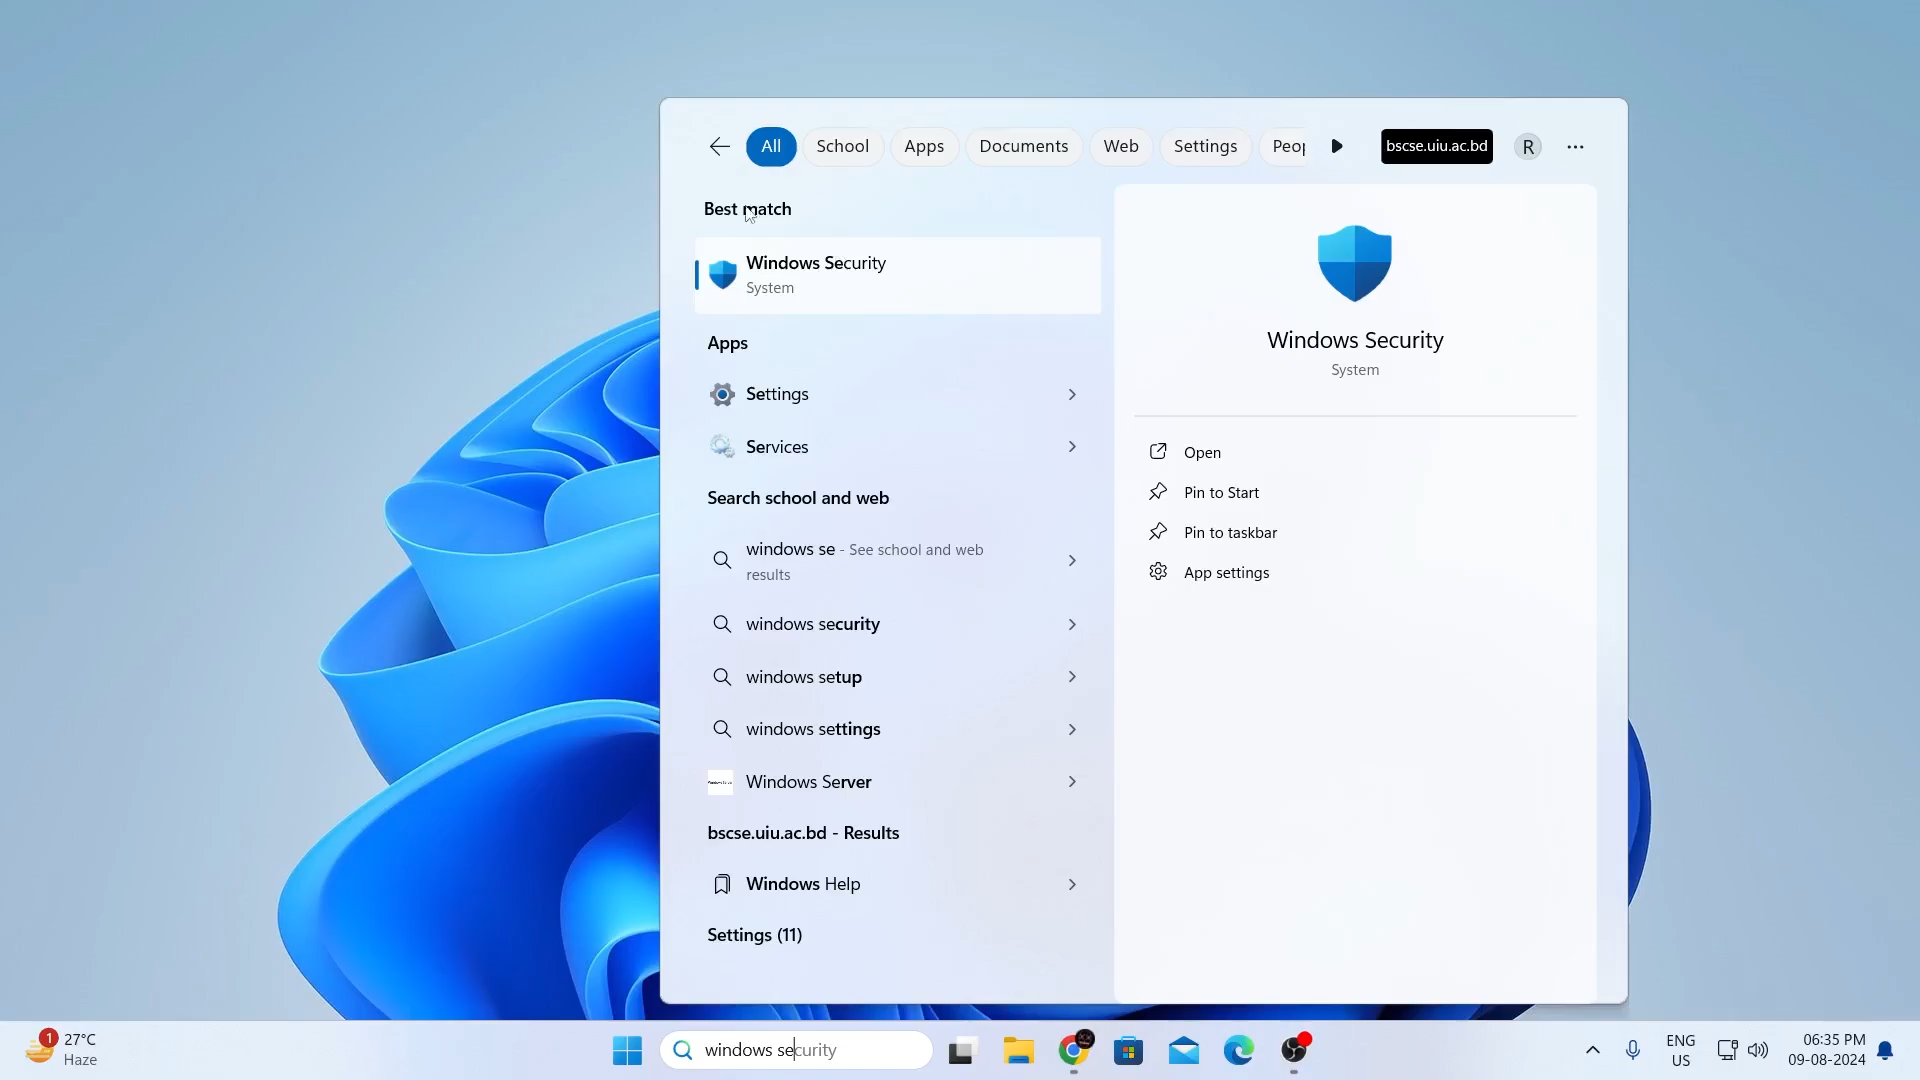 All
School
Apps
Documents
Web
Settings
Peop
bscse.uiu.ac.bd
R
Best match
Windows Security
System
Apps
Settings
Services
Search school and web
windows se - See school and web
results
windows security
windows setup
windows settings
Windows Server
bscse.uiu.ac.bd - Results
Windows Help
Settings (11)
Windows Security
System
Open
Pin to Start
Pin to taskbar
App settings
1
27°C
Haze
windows security
ENG
US
06:35 PM
09-08-2024